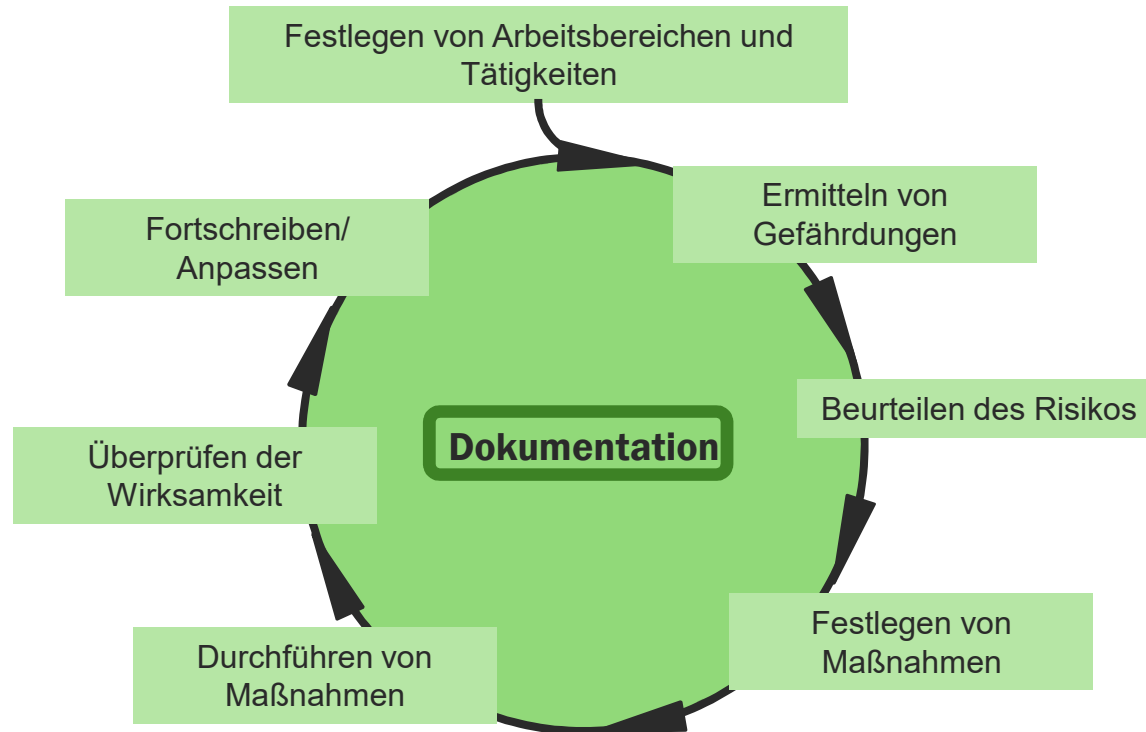 Festlegen von Arbeitsbereichen und
Tätigkeiten
Ermitteln von
Gefährdungen
Beurteilen des Risikos
Festlegen von
Maßnahmen
Durchführen von
Maßnahmen
Überprüfen der
Wirksamkeit
Fortschreiben/
Anpassen
Dokumentation